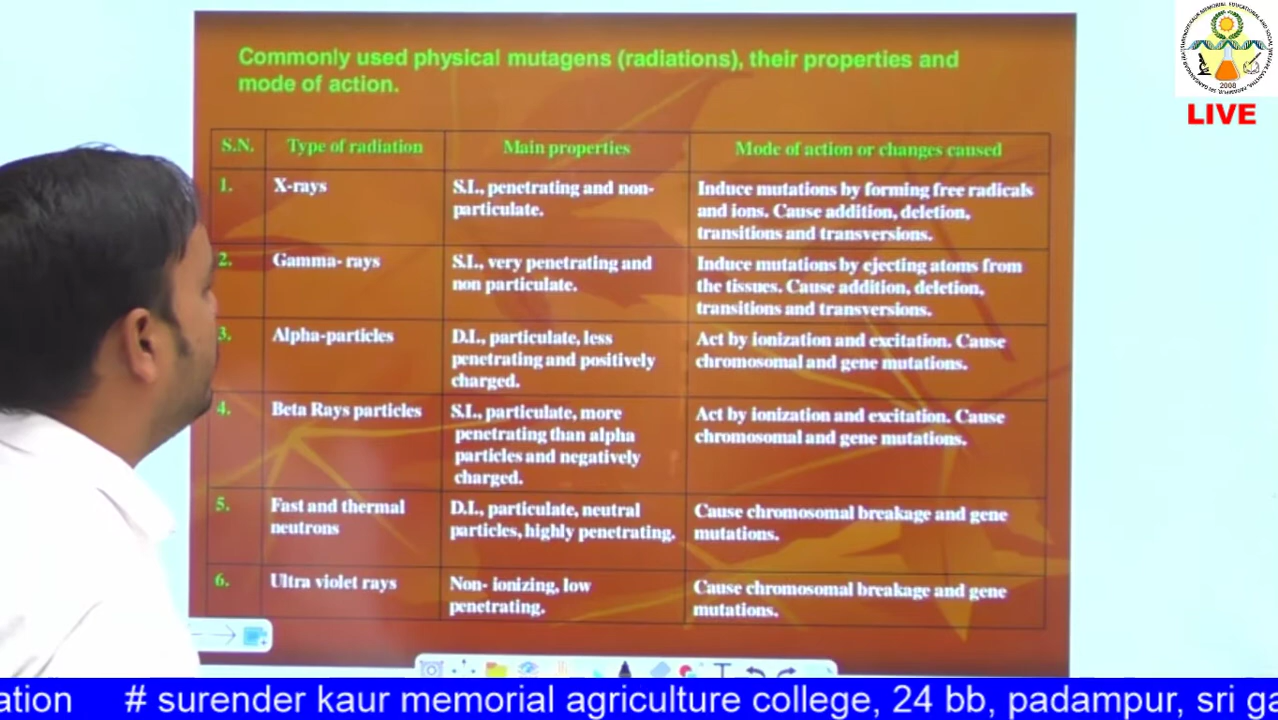 Commonly used physical mutagens (radiations), their properties and
mode of action.
S.N. Type of radiation Main properties Mode of action or changes caused
1. X-rays S.I., penetrating and non-
particulate.
Induce mutations by forming free radicals
and ions. Cause addition, deletion,
transitions and transversions.
2. Gamma- rays S.I., very penetrating and
non particulate.
Induce mutations by ejecting atoms from
the tissues. Cause addition, deletion,
transitions and transversions.
3. Alpha-particles D.I., particulate, less
penetrating and positively
charged.
Act by ionization and excitation. Cause
chromosomal and gene mutations.
4. Beta Rays particles S.I., particulate, more
penetrating than alpha
particles and negatively
charged.
Act by ionization and excitation. Cause
chromosomal and gene mutations.
5. Fast and thermal
neutrons
D.I., particulate, neutral
particles, highly penetrating.
Cause chromosomal breakage and gene
mutations.
6. Ultra violet rays Non- ionizing, low
penetrating.
Cause chromosomal breakage and gene
mutations.
2008
LIVE
ation # surender kaur memorial agriculture college, 24 bb, padampur, sri ga